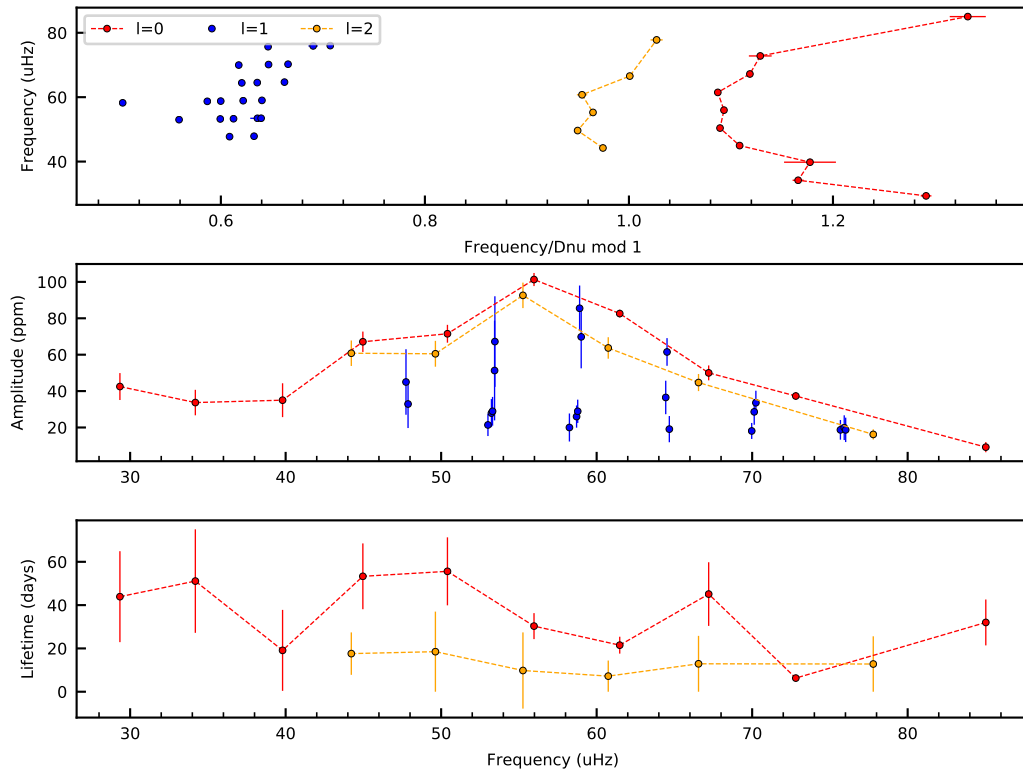 80
60
40
Frequency (uHz)
l=0 l=1 l=2
0.6 0.8 1.0 1.2
Frequency/Dnu mod 1
100
80
60
40
20
Amplitude (ppm)
30 40 50 60 70 80
60
40
20
0
Lifetime (days)
30 40 50 60 70 80
Frequency (uHz)